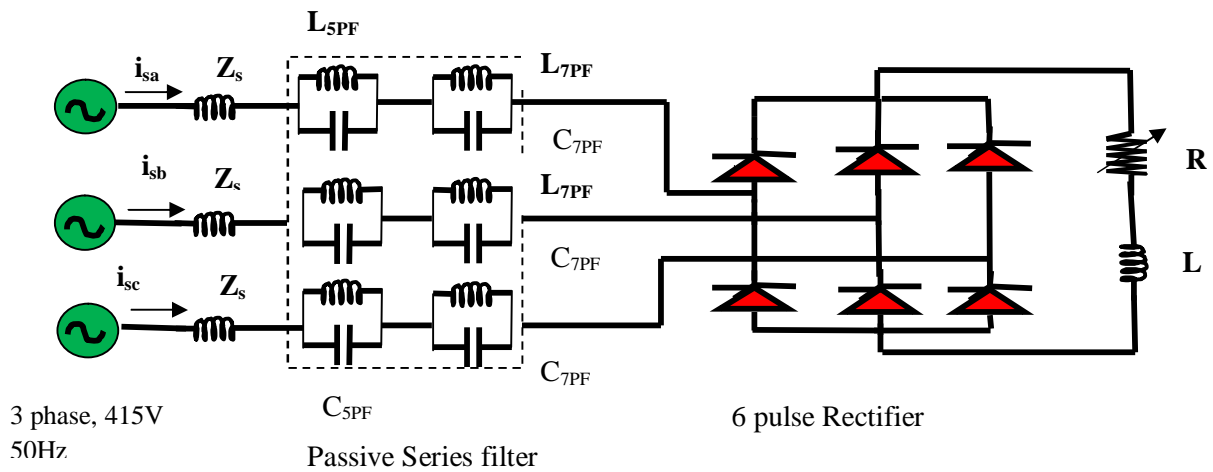 L5PF
isa
Zs
L7PF
C7PF
isb
Zs
L7PF
C7PF
isc
Zs
C7PF
C5PF
R
L
3 phase, 415V
50Hz
6 pulse Rectifier
Passive Series filter